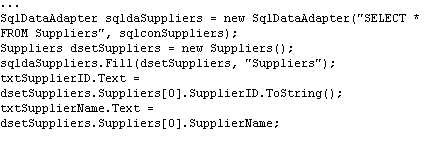 ...
SqlDataAdapter sqldaSuppliers = new SqlDataAdapter("SELECT *
FROM Suppliers", sqlconSuppliers);
Suppliers dsetSuppliers = new Suppliers();
sqldaSuppliers.Fill(dsetSuppliers, "Suppliers");
txtSupplierID.Text =
dsetSuppliers.Suppliers[0].SupplierID.ToString();
txtSupplierName.Text =
dsetSuppliers.Suppliers[0].SupplierName;